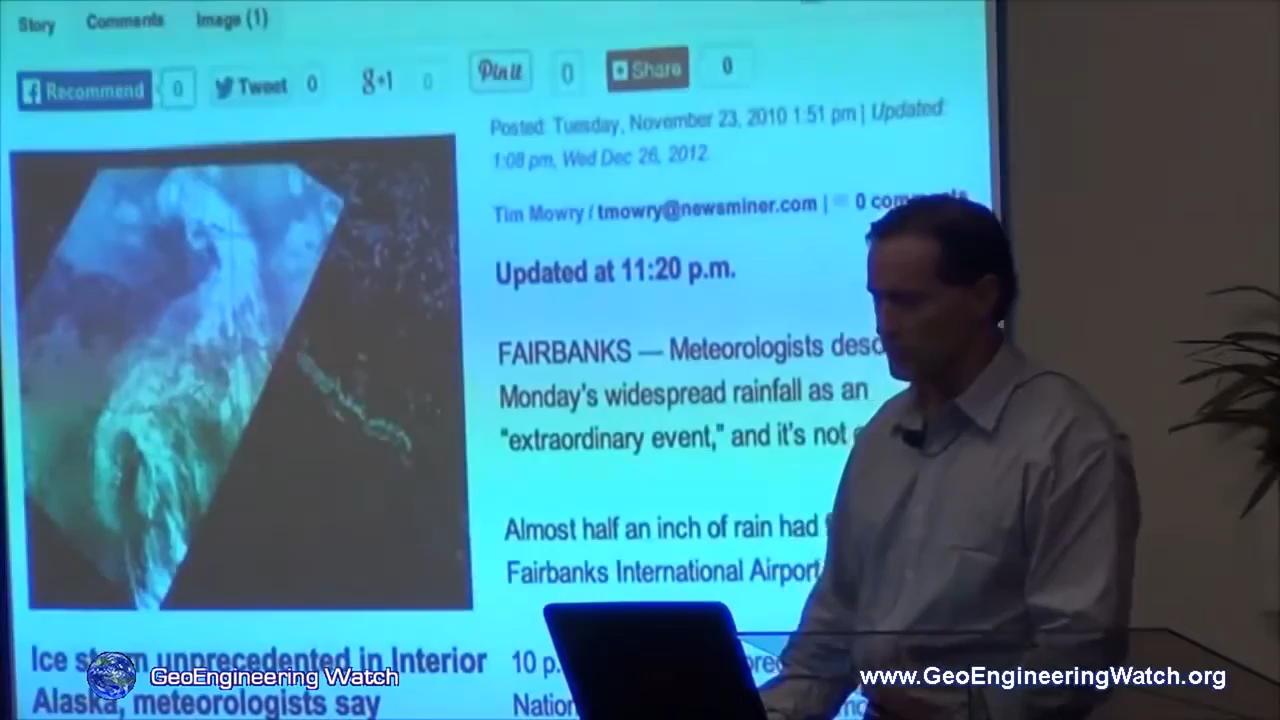 Story Comments Image (1)
Recommend 0 Tweet 0 g+1 0 Pin it 0 Share 0
Posted: Tuesday, November 23, 2010 1:51 pm | Updated:
1:08 pm, Wed Dec 26, 2012.
Tim Mowry / tmowry@newsminer.com | 0
Updated at 11:20 p.m.
FAIRBANKS — Meteorologists
Monday's widespread rainfall as an
"extraordinary event," and it's not
Almost half an inch of rain had
Fairbanks International Airport
Ice unprecedented in Interior
Alaska, meteorologists say
10 p.
GeoEngineering Watch
www.GeoEngineeringWatch.org